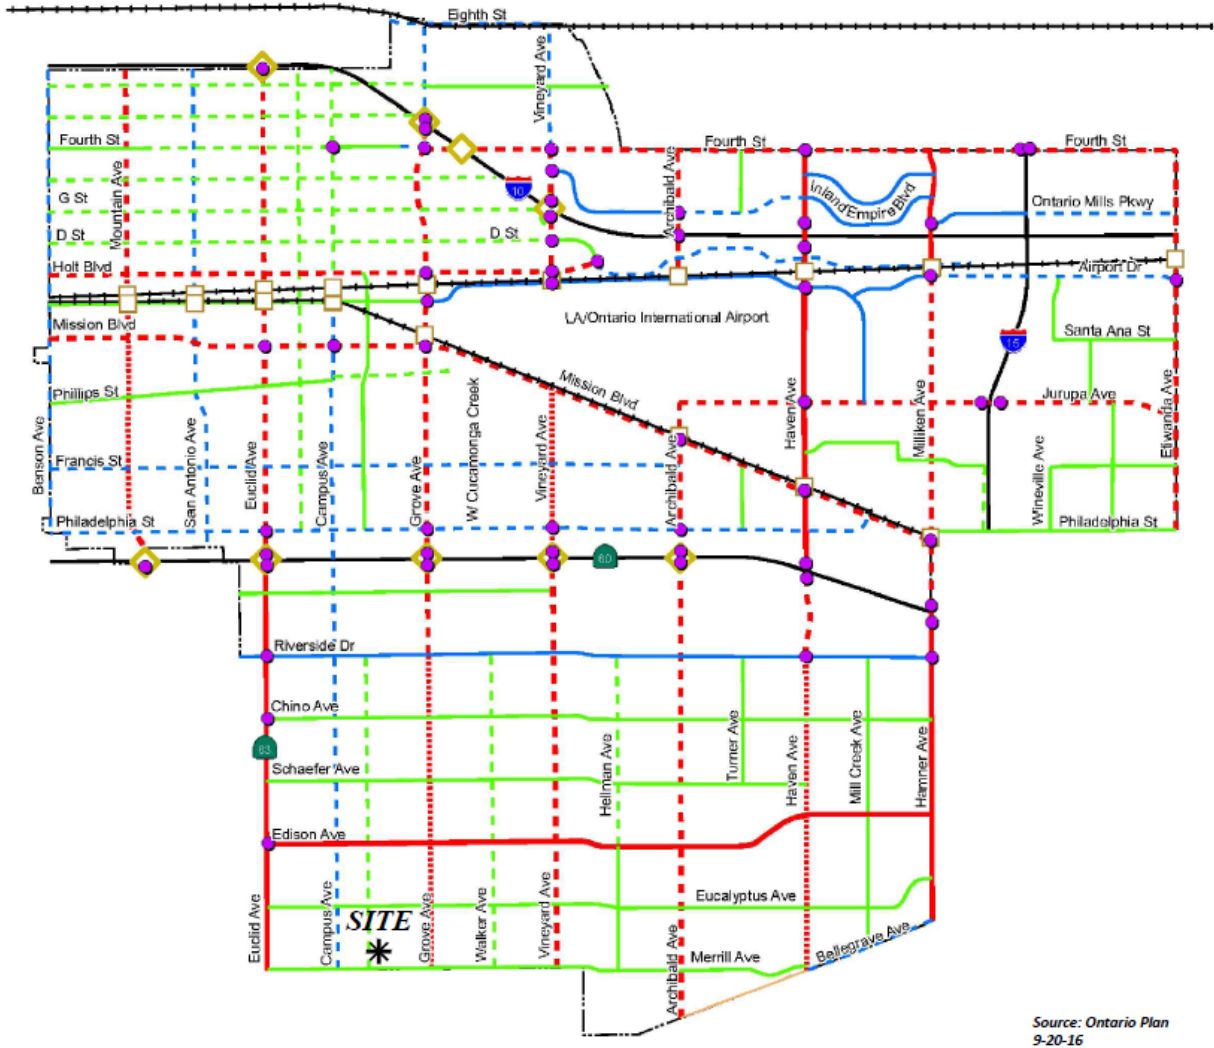 Eighth St
Vineyard Ave
Fourth St
Fourth St
Fourth St
Mountain Ave
Archibald Ave
10
Inland Empire Blvd
G St
Ontario Mills Pkwy
D St
D St
Holt Blvd
Airport Dr
LA/Ontario International Airport
Mission Blvd
Santa Ana St
15
Mission Blvd
Phillips St
Jurupa Ave
Benson Ave
San Antonio Ave
Euclid Ave
Campus Ave
Grove Ave
W/ Cucamonga Creek
Vineyard Ave
Archibald Ave
Haven Ave
Milliken Ave
Wineville Ave
Etiwanda Ave
Francis St
Philadelphia St
Philadelphia St
60
Riverside Dr
Chino Ave
83
Schaefer Ave
Hellman Ave
Turner Ave
Haven Ave
Mill Creek Ave
Hamner Ave
Edison Ave
Eucalyptus Ave
Euclid Ave
Campus Ave
SITE
Grove Ave
Walker Ave
Vineyard Ave
Archibald Ave
Merrill Ave
Bellegrave Ave
Source: Ontario Plan
9-20-16